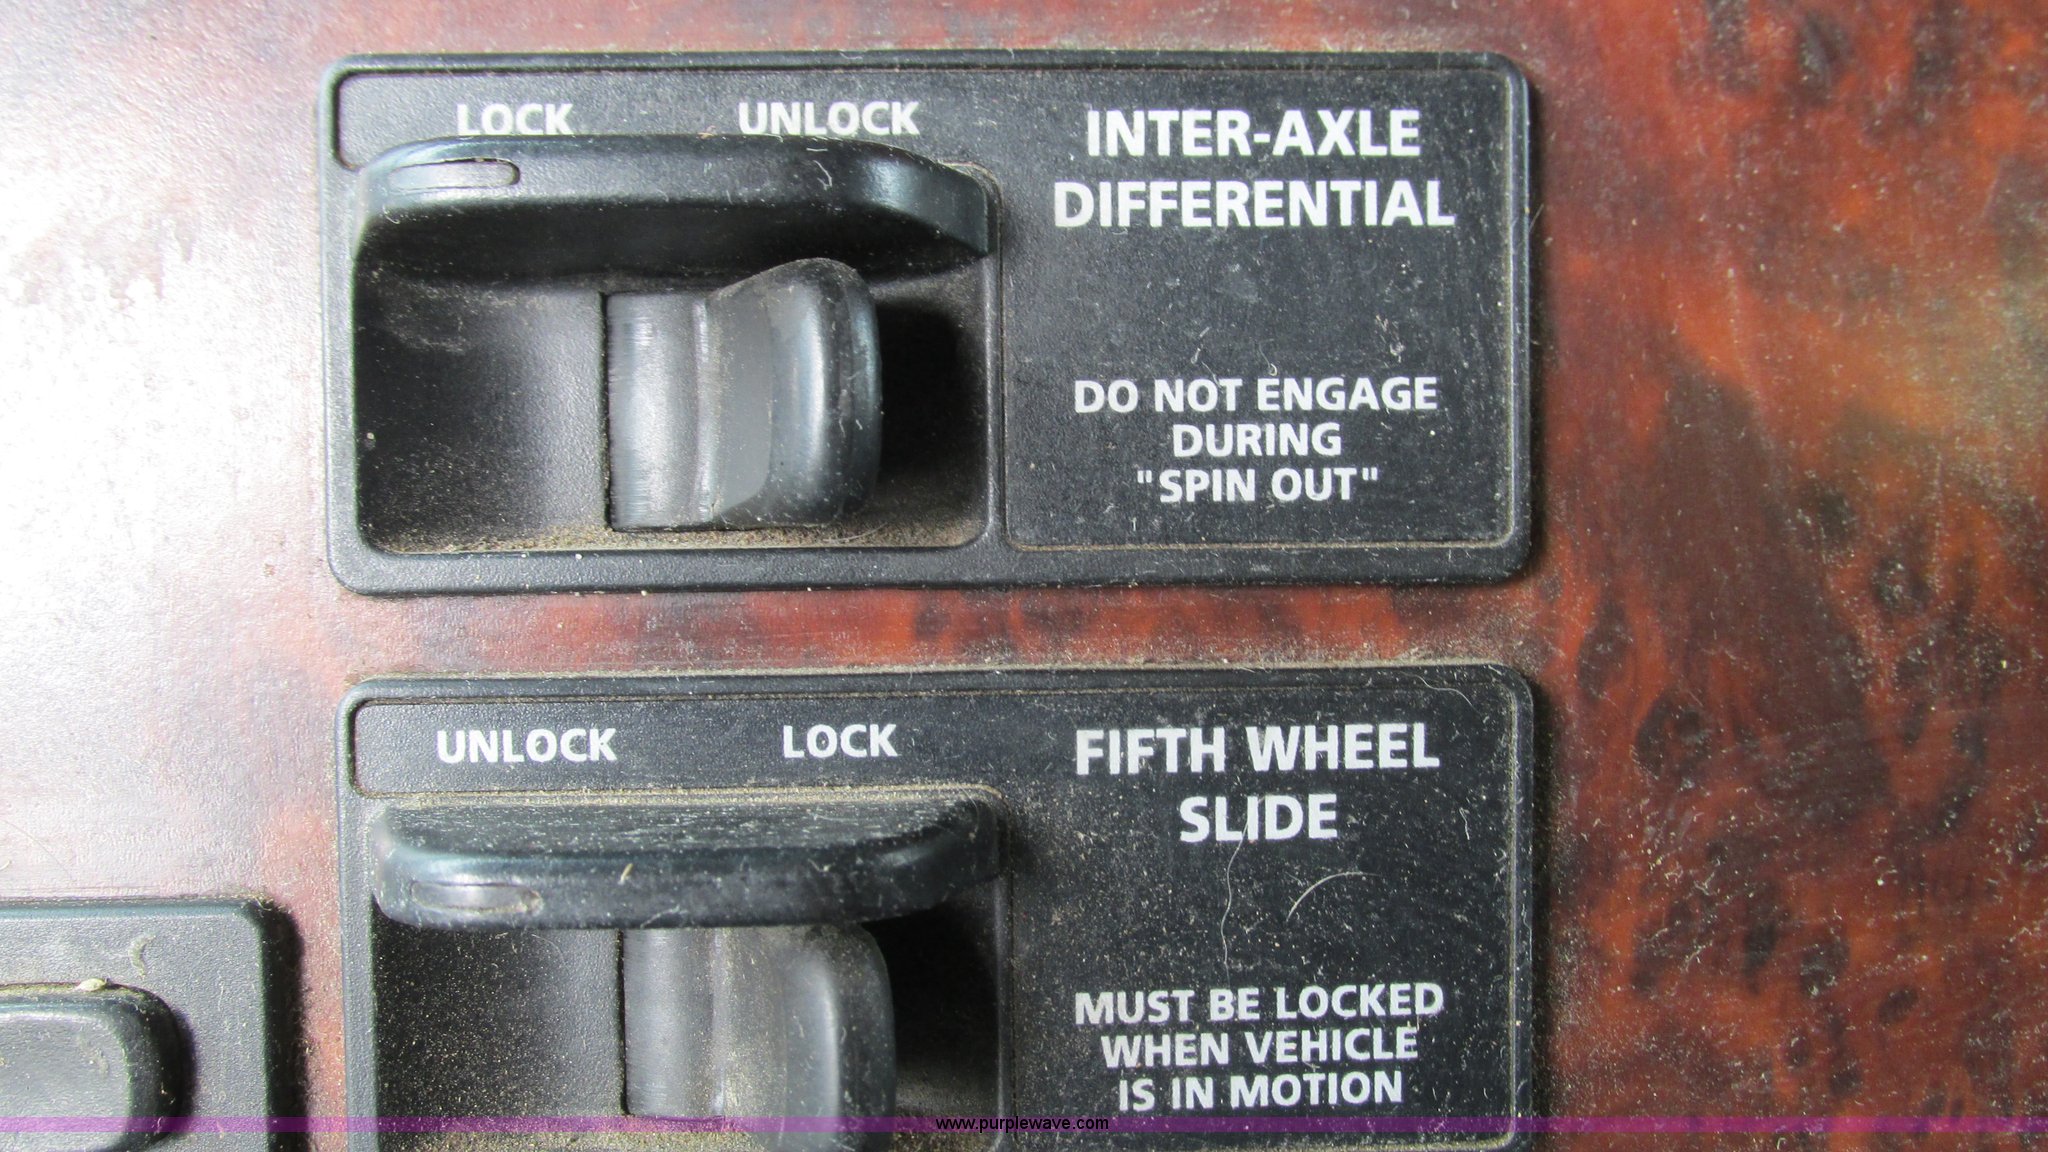 LOCK UNLOCK
INTER-AXLE
DIFFERENTIAL
DO NOT ENGAGE
DURING
"SPIN OUT"
UNLOCK LOCK
FIFTH WHEEL
SLIDE
MUST BE LOCKED
WHEN VEHICLE
IS IN MOTION
www.purplewave.com